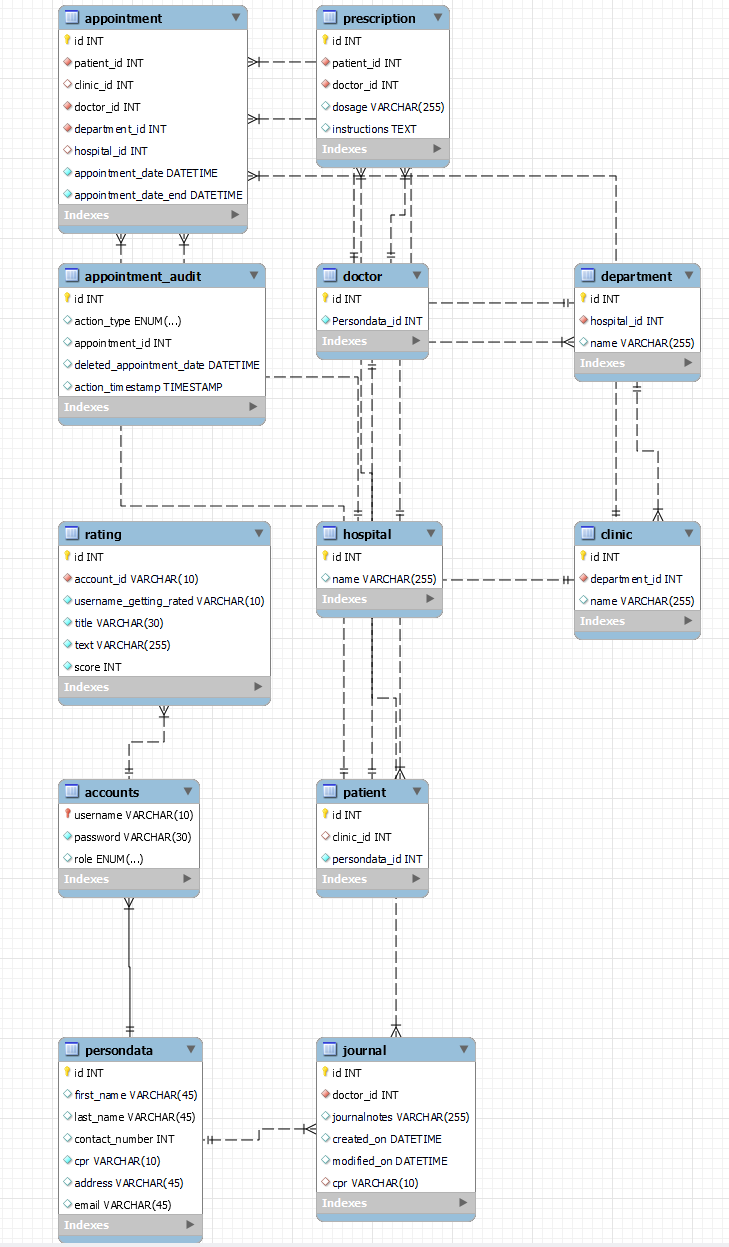 appointment
id INT
patient_id INT
clinic_id INT
doctor_id INT
department_id INT
hospital_id INT
appointment_date DATETIME
appointment_date_end DATETIME
Indexes
prescription
id INT
patient_id INT
doctor_id INT
dosage VARCHAR(255)
instructions TEXT
Indexes
appointment_audit
id INT
action_type ENUM(...)
appointment_id INT
deleted_appointment_date DATETIME
action_timestamp TIMESTAMP
Indexes
doctor
id INT
Persondata_id INT
Indexes
department
id INT
hospital_id INT
name VARCHAR(255)
Indexes
rating
id INT
account_id VARCHAR(10)
username_getting_rated VARCHAR(10)
title VARCHAR(30)
text VARCHAR(255)
score INT
Indexes
hospital
id INT
name VARCHAR(255)
Indexes
clinic
id INT
department_id INT
name VARCHAR(255)
Indexes
accounts
username VARCHAR(10)
password VARCHAR(30)
role ENUM(...)
Indexes
patient
id INT
clinic_id INT
persondata_id INT
Indexes
persondata
id INT
first_name VARCHAR(45)
last_name VARCHAR(45)
contact_number INT
cpr VARCHAR(10)
address VARCHAR(45)
email VARCHAR(45)
Indexes
journal
id INT
doctor_id INT
journalnotes VARCHAR(255)
created_on DATETIME
modified_on DATETIME
cpr VARCHAR(10)
Indexes